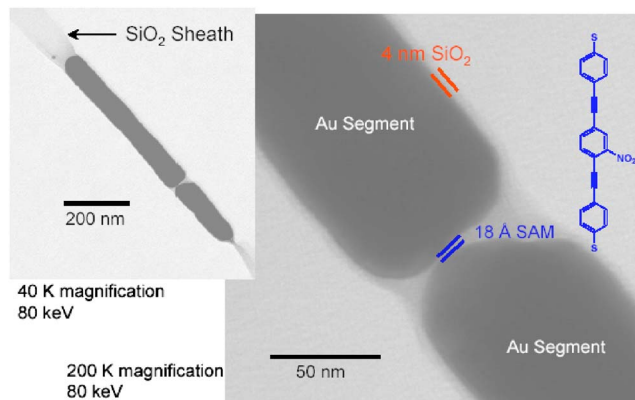 SiO₂ Sheath
200 nm
40 K magnification
80 keV
200 K magnification
80 keV
4 nm SiO₂
Au Segment
18 Å SAM
50 nm
Au Segment
S
NO₂
S